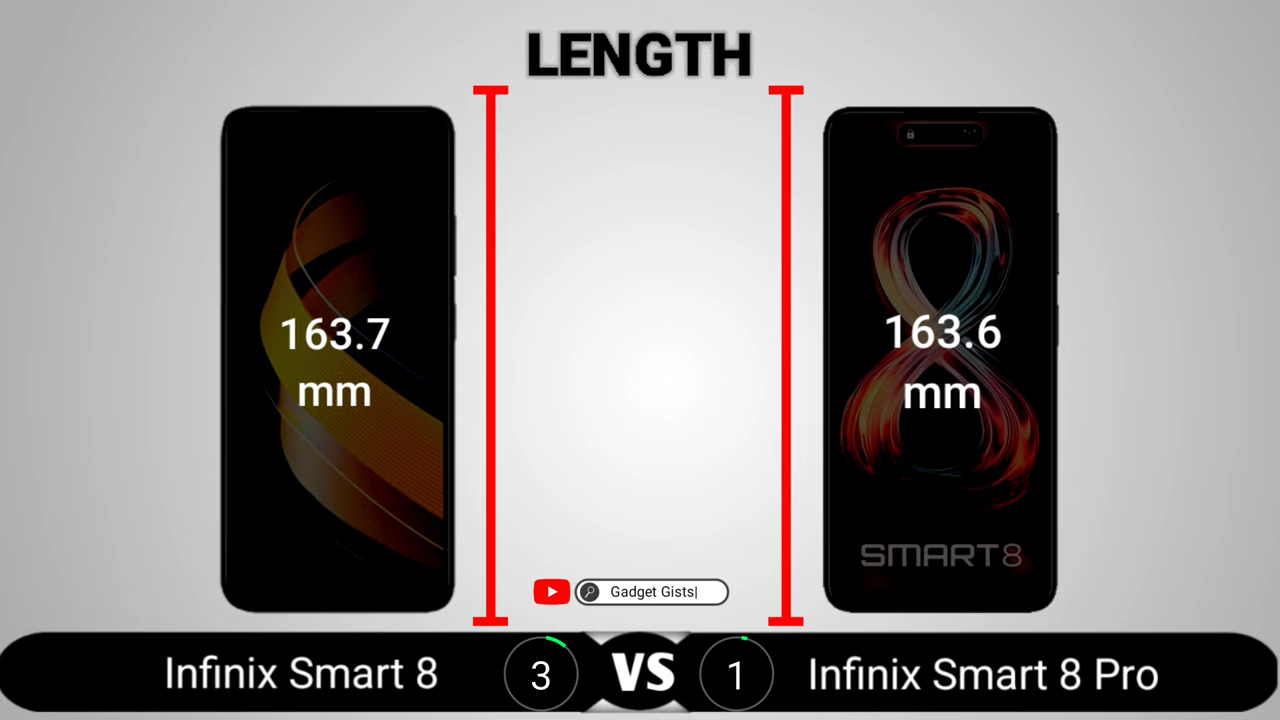 LENGTH
163.7
mm
163.6
mm
SMART8
Gadget Gists|
Infinix Smart 8
3
VS
1
Infinix Smart 8 Pro